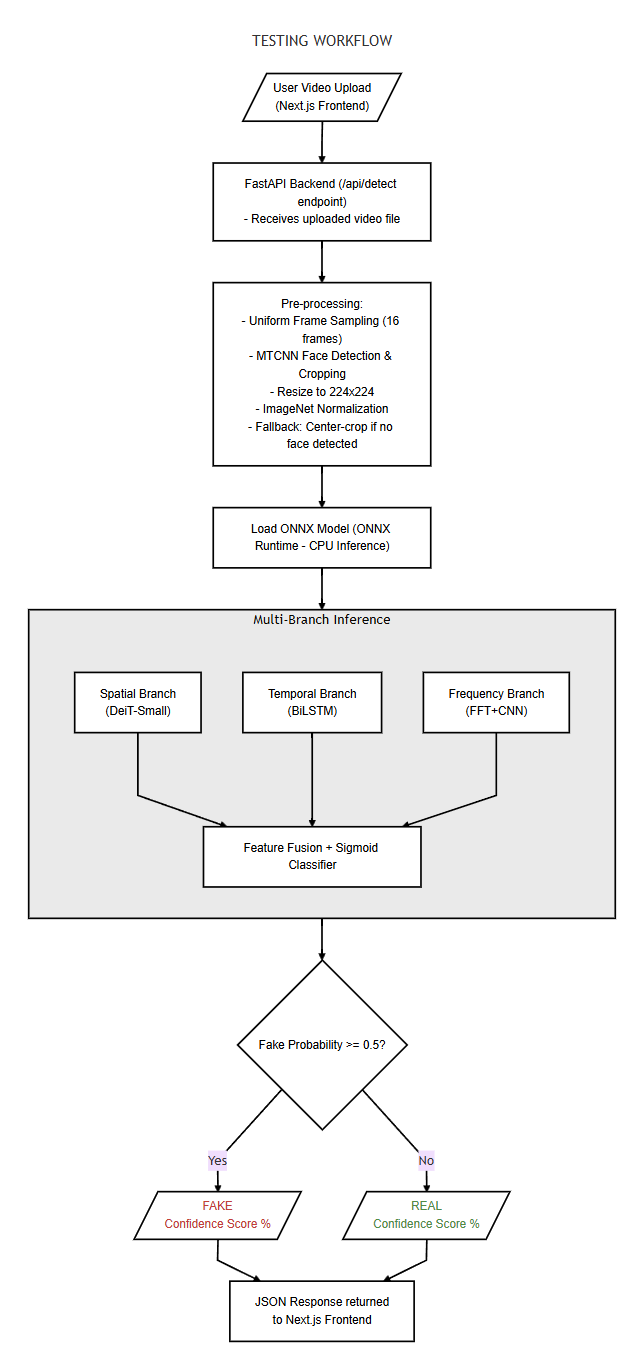 TESTING WORKFLOW
User Video Upload
(Next.js Frontend)
FastAPI Backend (/api/detect
endpoint)
- Receives uploaded video file
Pre-processing:
- Uniform Frame Sampling (16
frames)
- MTCNN Face Detection &
Cropping
- Resize to 224x224
- ImageNet Normalization
- Fallback: Center-crop if no
face detected
Load ONNX Model (ONNX
Runtime - CPU Inference)
Multi-Branch Inference
Spatial Branch
(DeiT-Small)
Temporal Branch
(BiLSTM)
Frequency Branch
(FFT+CNN)
Feature Fusion + Sigmoid
Classifier
Fake Probability >= 0.5?
Yes
No
FAKE
Confidence Score %
REAL
Confidence Score %
JSON Response returned
to Next.js Frontend